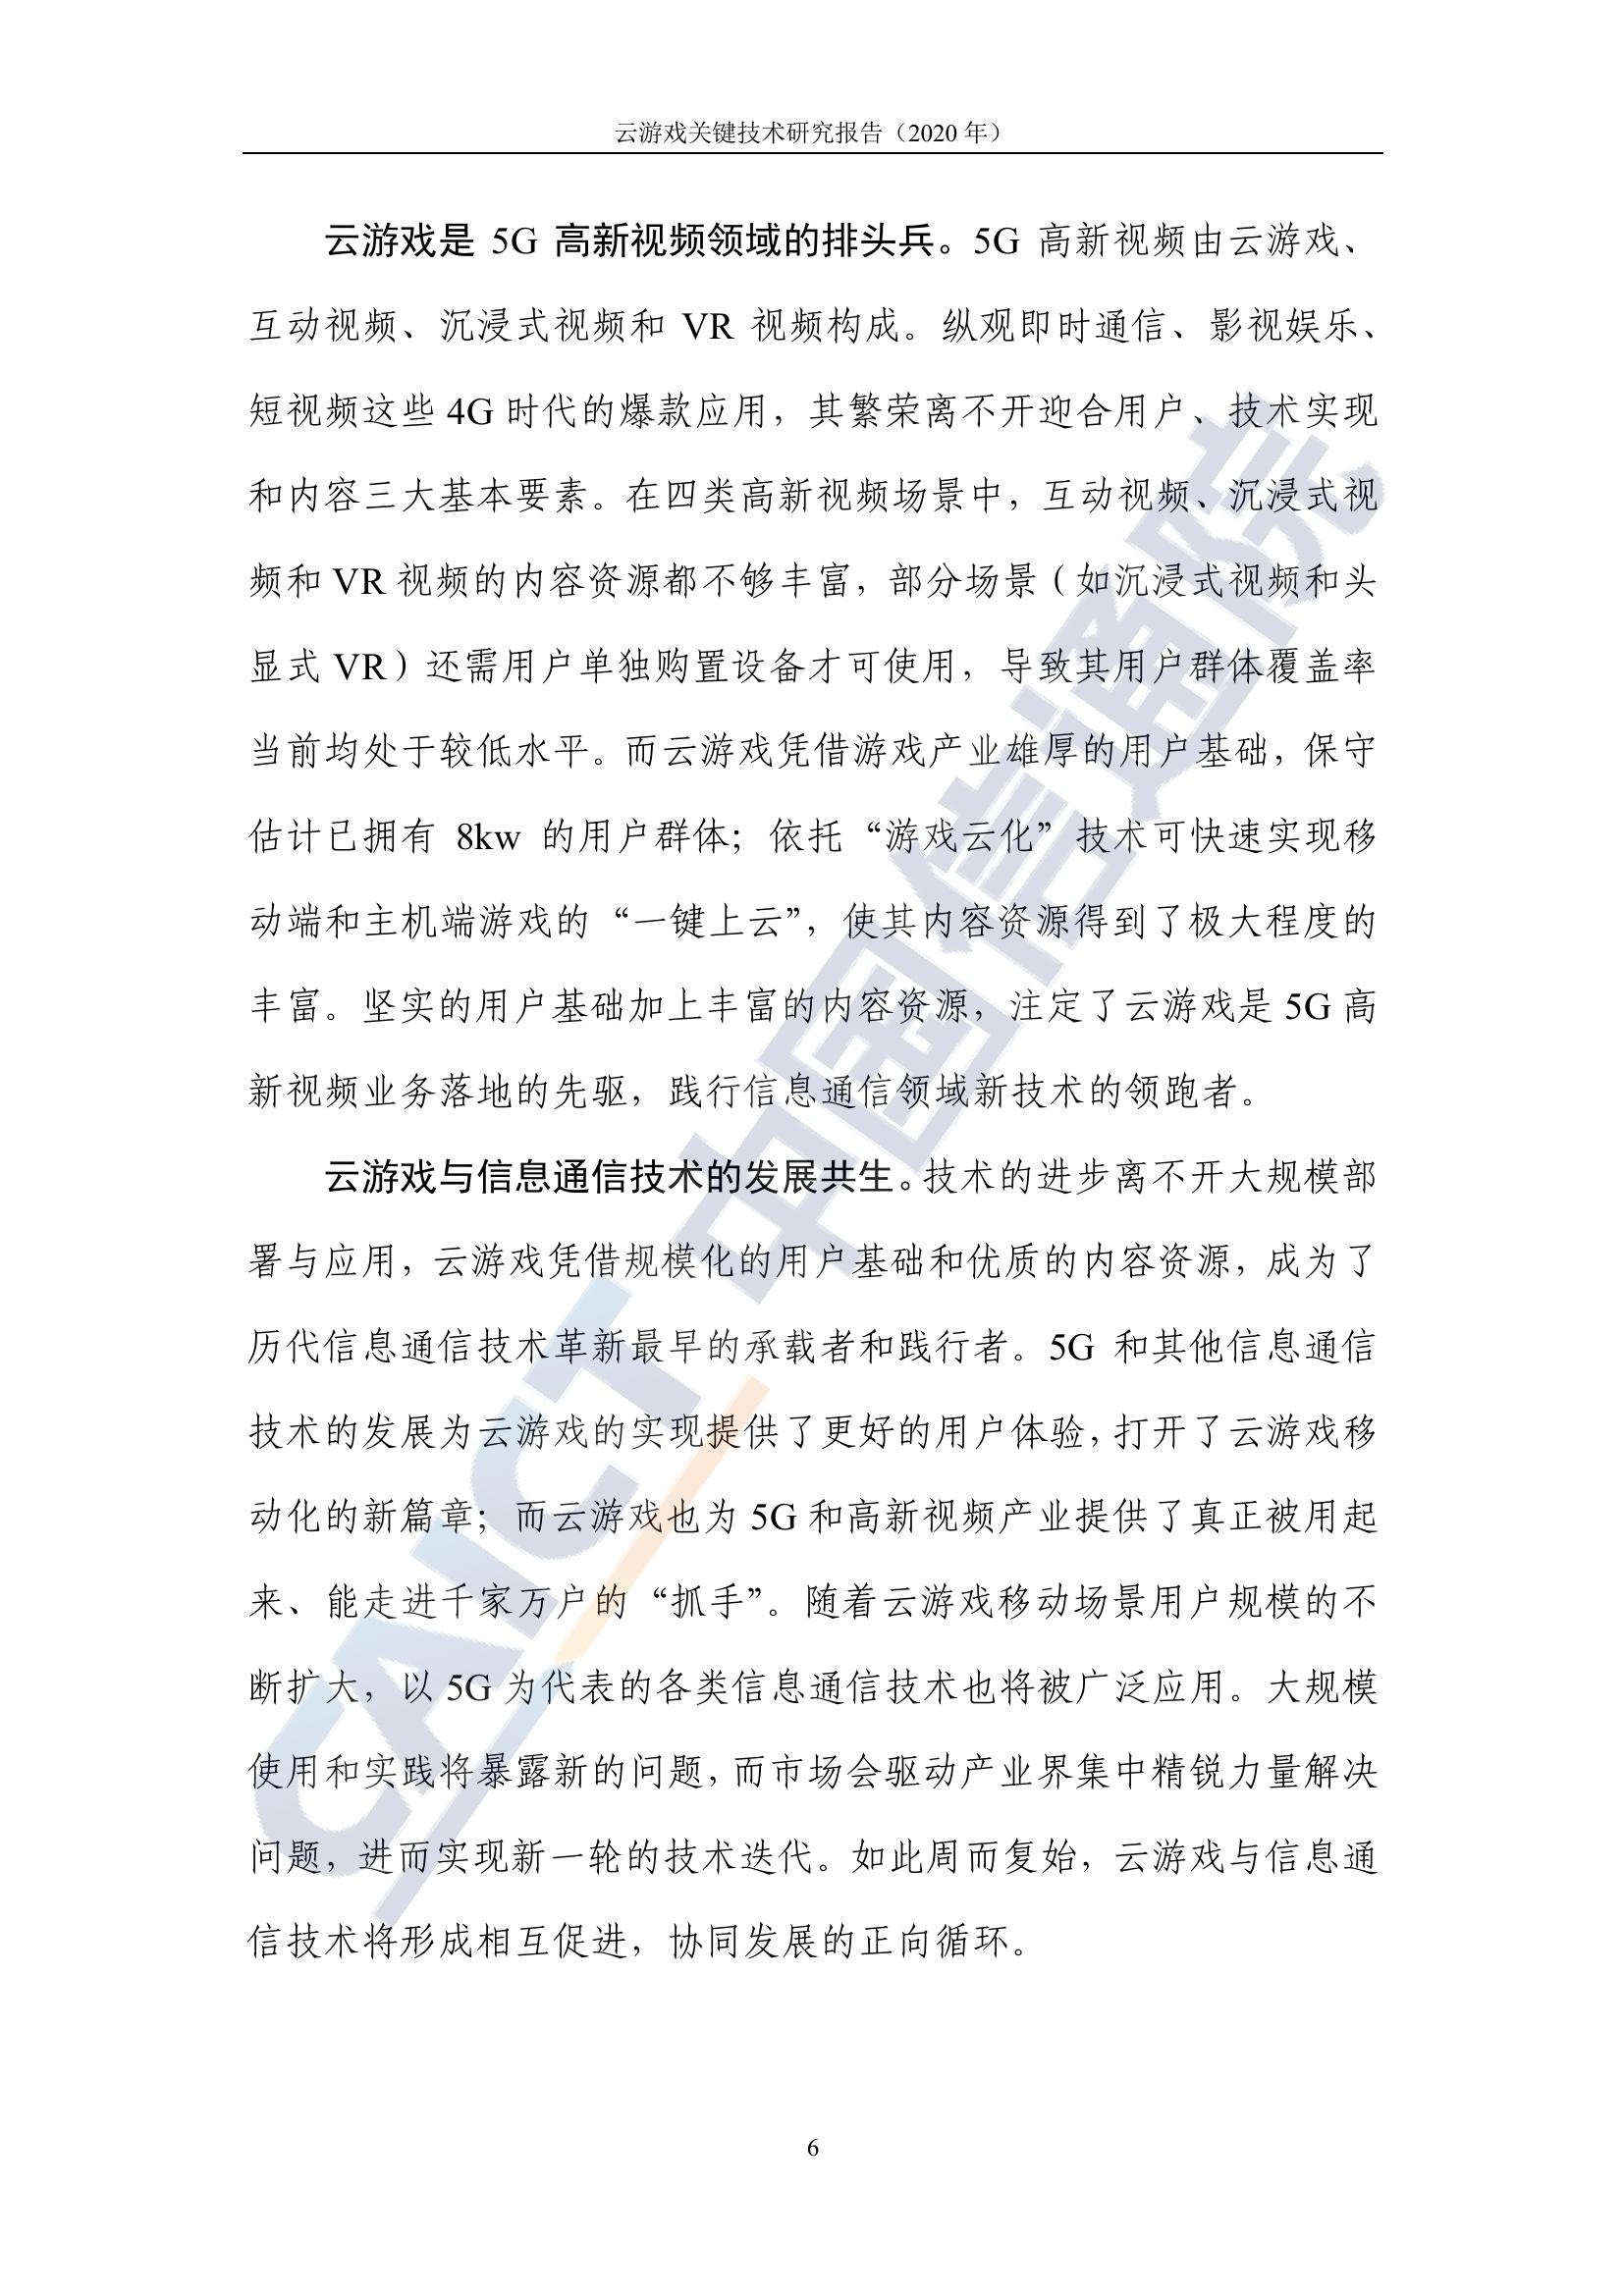 云游戏关键技术研究报告（2020 年）
云游戏是 5G 高新视频领域的排头兵。5G 高新视频由云游戏、
互动视频、沉浸式视频和 VR 视频构成。纵观即时通信、影视娱乐、
短视频这些 4G 时代的爆款应用，其繁荣离不开迎合用户、技术实现
和内容三大基本要素。在四类高新视频场景中，互动视频、沉浸式视
频和 VR 视频的内容资源都不够丰富，部分场景（如沉浸式视频和头
显式 VR）还需用户单独购置设备才可使用，导致其用户群体覆盖率
当前均处于较低水平。而云游戏凭借游戏产业雄厚的用户基础，保守
估计已拥有 8kw 的用户群体；依托“游戏云化”技术可快速实现移
动端和主机端游戏的“一键上云”，使其内容资源得到了极大程度的
丰富。坚实的用户基础加上丰富的内容资源，注定了云游戏是 5G 高
新视频业务落地的先驱，践行信息通信领域新技术的领跑者。
云游戏与信息通信技术的发展共生。技术的进步离不开大规模部
署与应用，云游戏凭借规模化的用户基础和优质的内容资源，成为了
历代信息通信技术革新最早的承载者和践行者。5G 和其他信息通信
技术的发展为云游戏的实现提供了更好的用户体验，打开了云游戏移
动化的新篇章；而云游戏也为 5G 和高新视频产业提供了真正被用起
来、能走进千家万户的“抓手”。随着云游戏移动场景用户规模的不
断扩大，以 5G 为代表的各类信息通信技术也将被广泛应用。大规模
使用和实践将暴露新的问题，而市场会驱动产业界集中精锐力量解决
问题，进而实现新一轮的技术迭代。如此周而复始，云游戏与信息通
信技术将形成相互促进，协同发展的正向循环。
CAICT 中国信通院
6